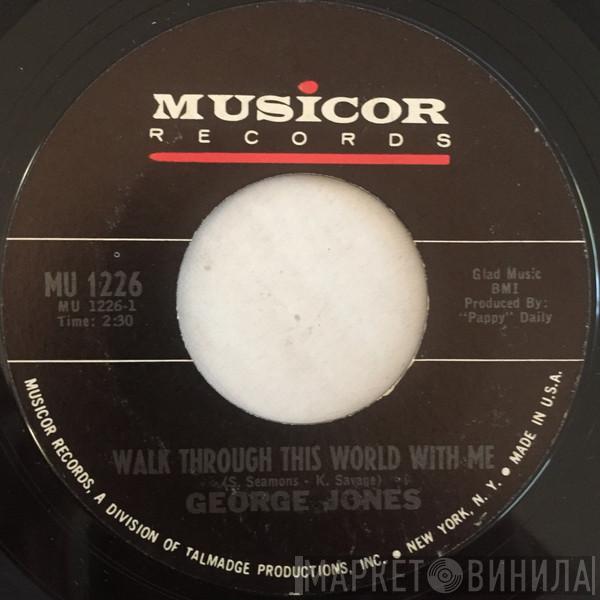 MUSICOR
RECORDS
MU 1226
MU 1226-1
Time: 2:30
Glad Music
BMI
Produced By:
"Pappy" Daily
WALK THROUGH THIS WORLD WITH ME
(S. Seamons - K. Savage)
GEORGE JONES
MUSICOR RECORDS, A DIVISION OF TALMADGE PRODUCTIONS, INC. • NEW YORK, N. Y. • MADE IN U.S.A.
МАРКЕТ ВИНИЛА